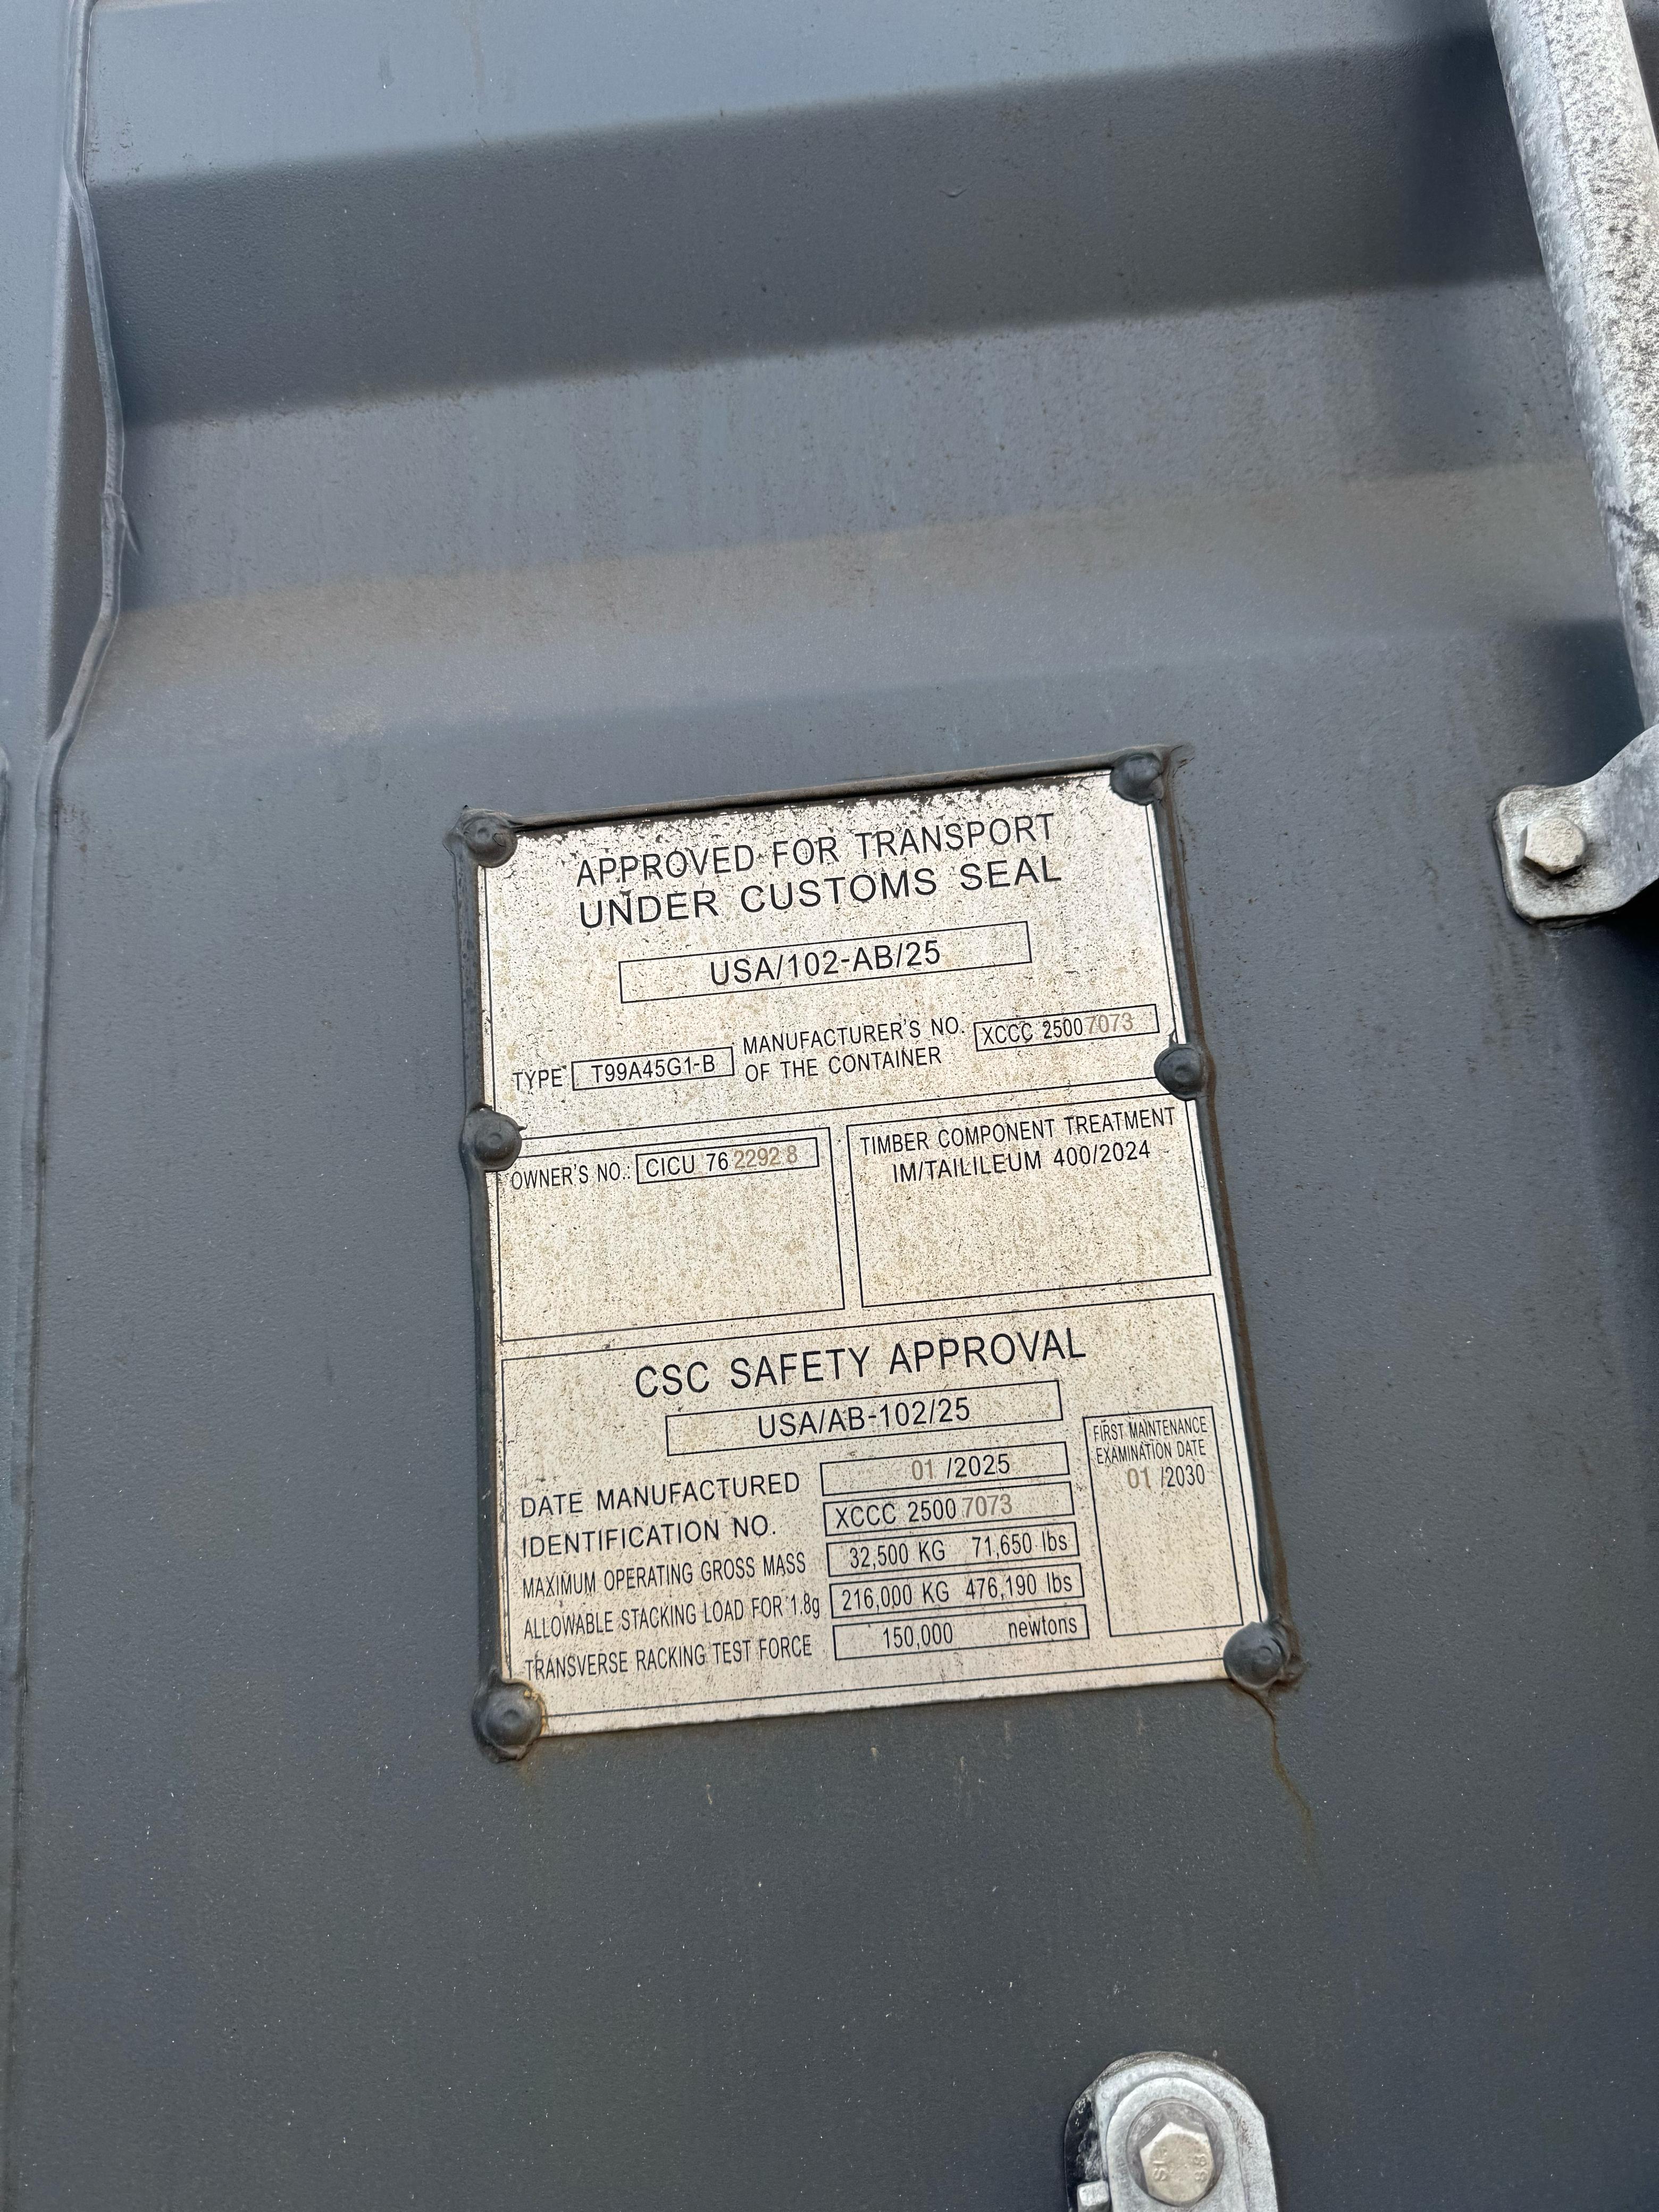 APPROVED FOR TRANSPORT
UNDER CUSTOMS SEAL
USA/102-AB/25
TYPE T99A45G1-B MANUFACTURER'S NO. OF THE CONTAINER XCCC 25007073
OWNER'S NO.: CICU 76 2292 8
TIMBER COMPONENT TREATMENT
IM/TAILILEUM 400/2024
CSC SAFETY APPROVAL
USA/AB-102/25
DATE MANUFACTURED 01 /2025
IDENTIFICATION NO. XCCC 2500 7073
MAXIMUM OPERATING GROSS MASS 32,500 KG 71,650 lbs
ALLOWABLE STACKING LOAD FOR 1.8g 216,000 KG 476,190 lbs
TRANSVERSE RACKING TEST FORCE 150,000 newtons
FIRST MAINTENANCE
EXAMINATION DATE
01 /2030